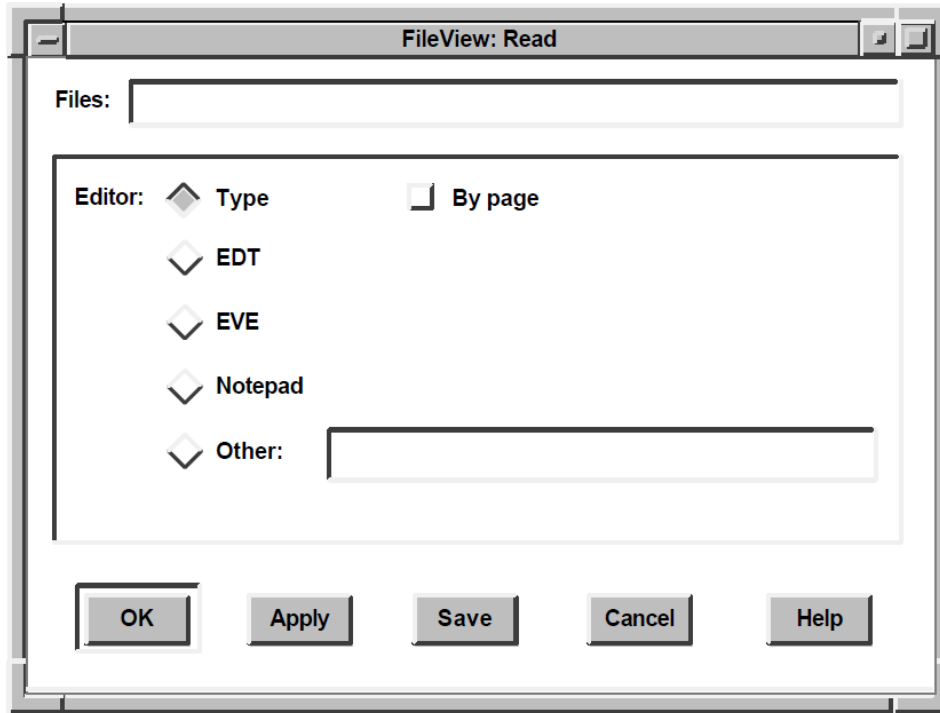 FileView: Read
Files:
Editor: Type By page
EDT
EVE
Notepad
Other:
OK Apply Save Cancel Help